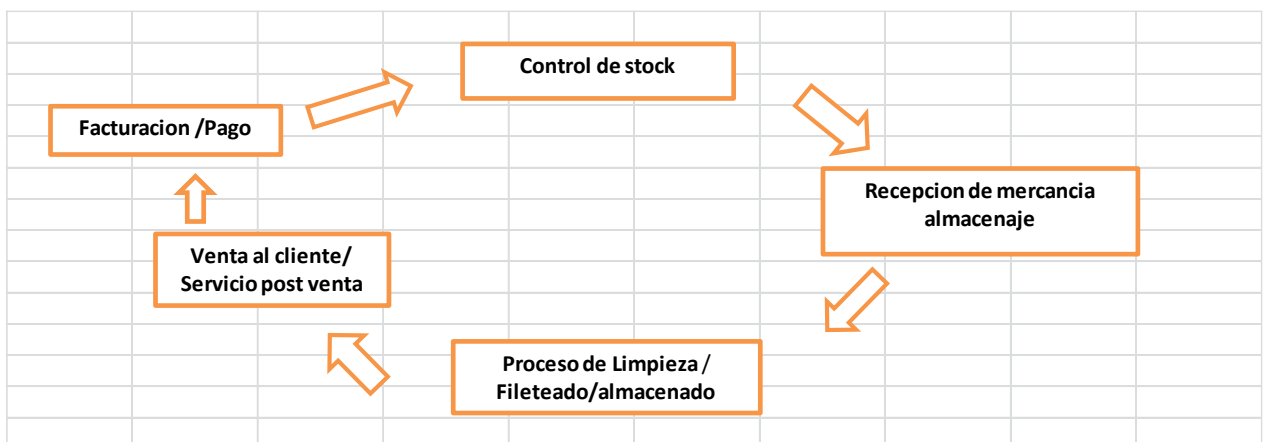 Control de stock
Facturacion /Pago
Recepcion de mercancia
almacenaje
Venta al cliente/
Servicio post venta
Proceso de Limpieza /
Fileteado/almacenado